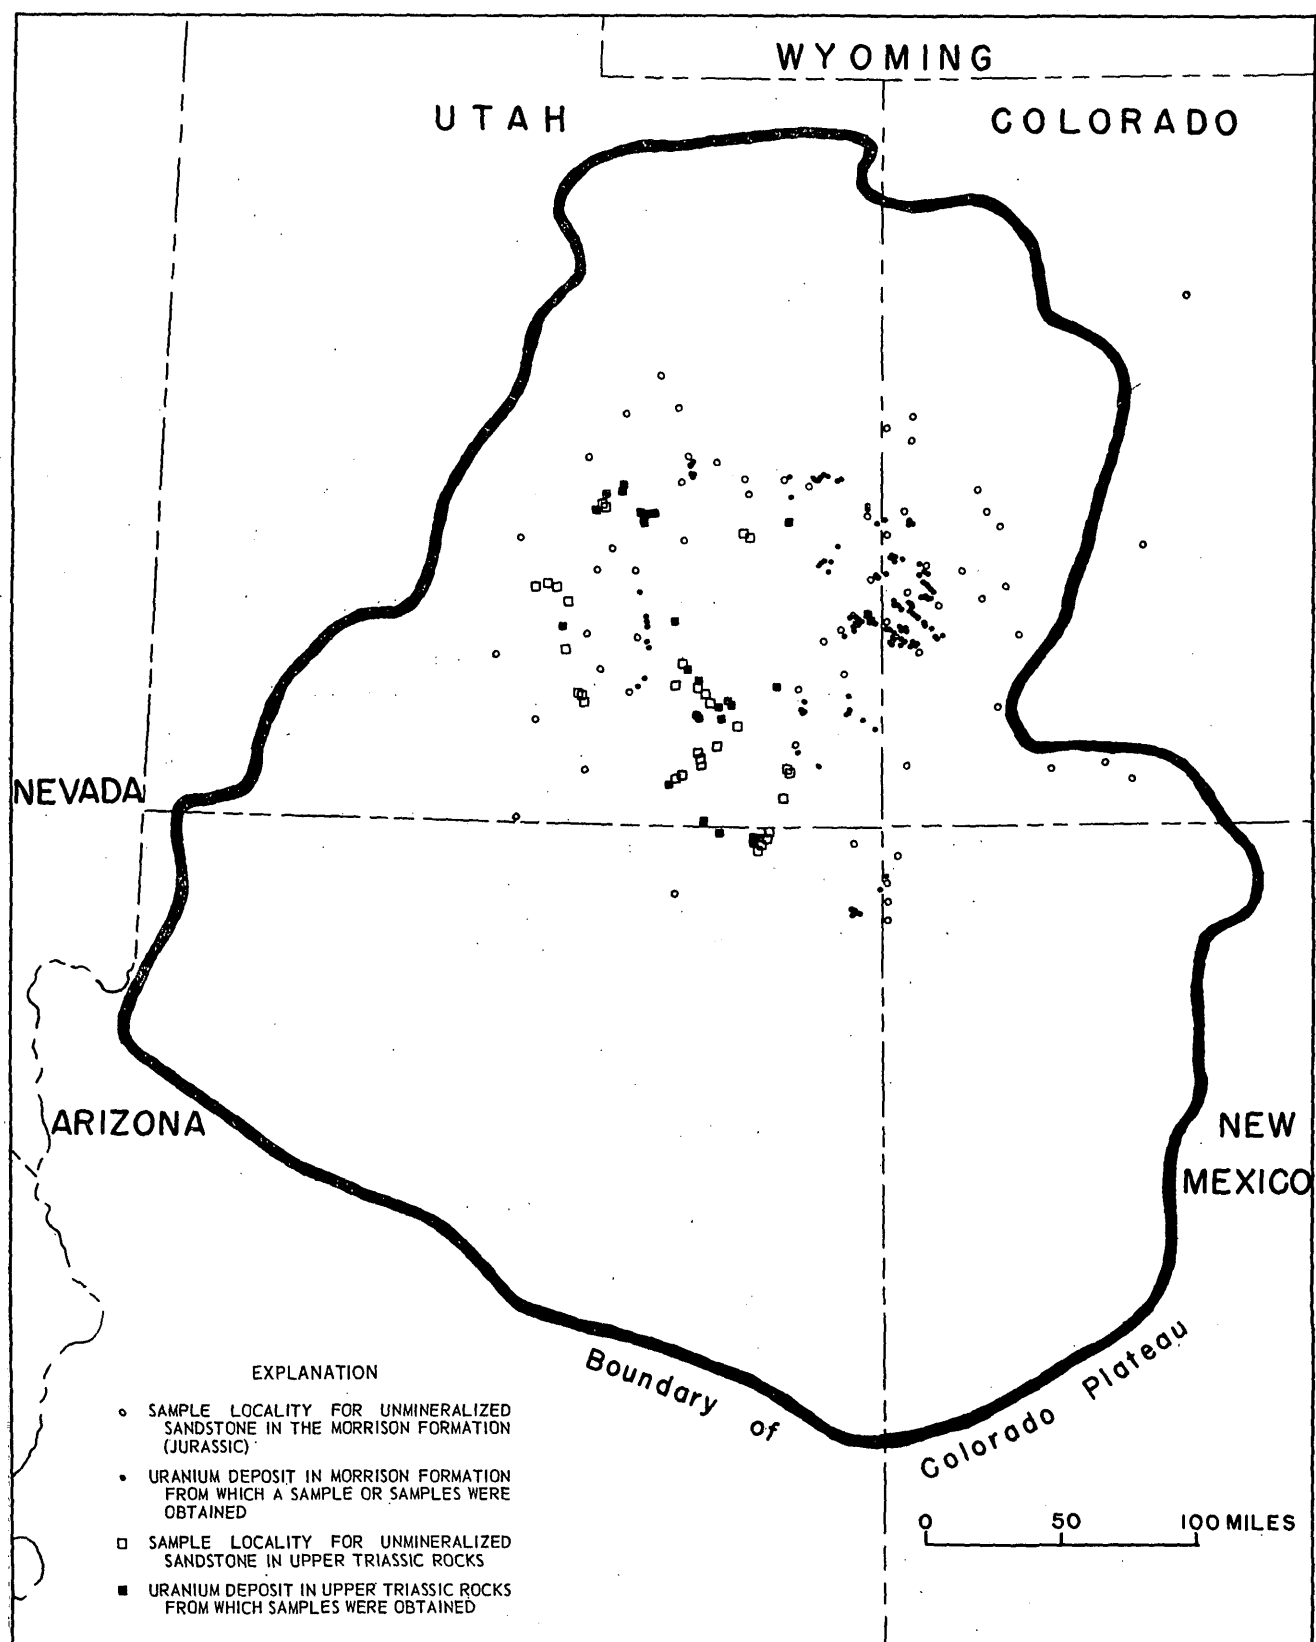 WYOMING
UTAH
COLORADO
NEVADA
ARIZONA
NEW
MEXICO
Boundary of Colorado Plateau
EXPLANATION
SAMPLE LOCALITY FOR UNMINERALIZED
SANDSTONE IN THE MORRISON FORMATION
(JURASSIC)
URANIUM DEPOSIT IN MORRISON FORMATION
FROM WHICH A SAMPLE OR SAMPLES WERE
OBTAINED
SAMPLE LOCALITY FOR UNMINERALIZED
SANDSTONE IN UPPER TRIASSIC ROCKS
URANIUM DEPOSIT IN UPPER TRIASSIC ROCKS
FROM WHICH SAMPLES WERE OBTAINED
0 50 100 MILES